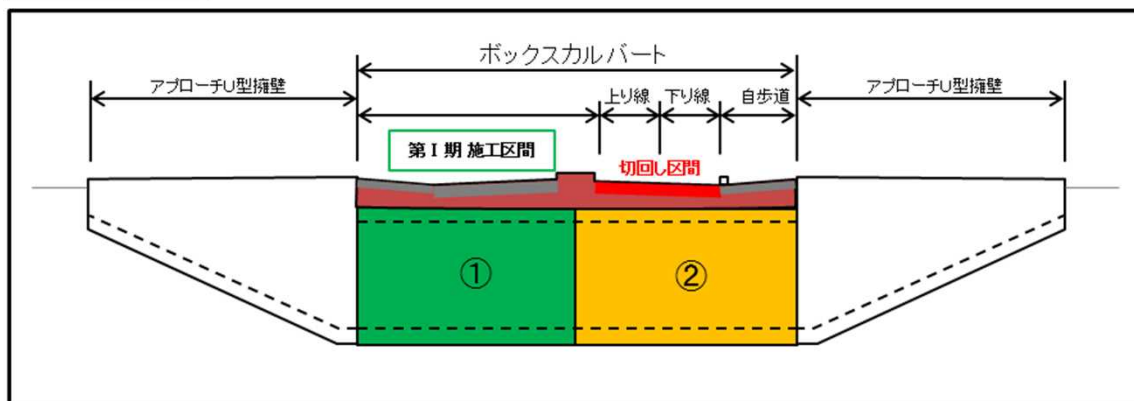 ボックスカルバート
アプローチU型擁壁
上り線 下り線 自歩道
アプローチU型擁壁
第Ⅰ期 施工区間
切回し区間
① ②